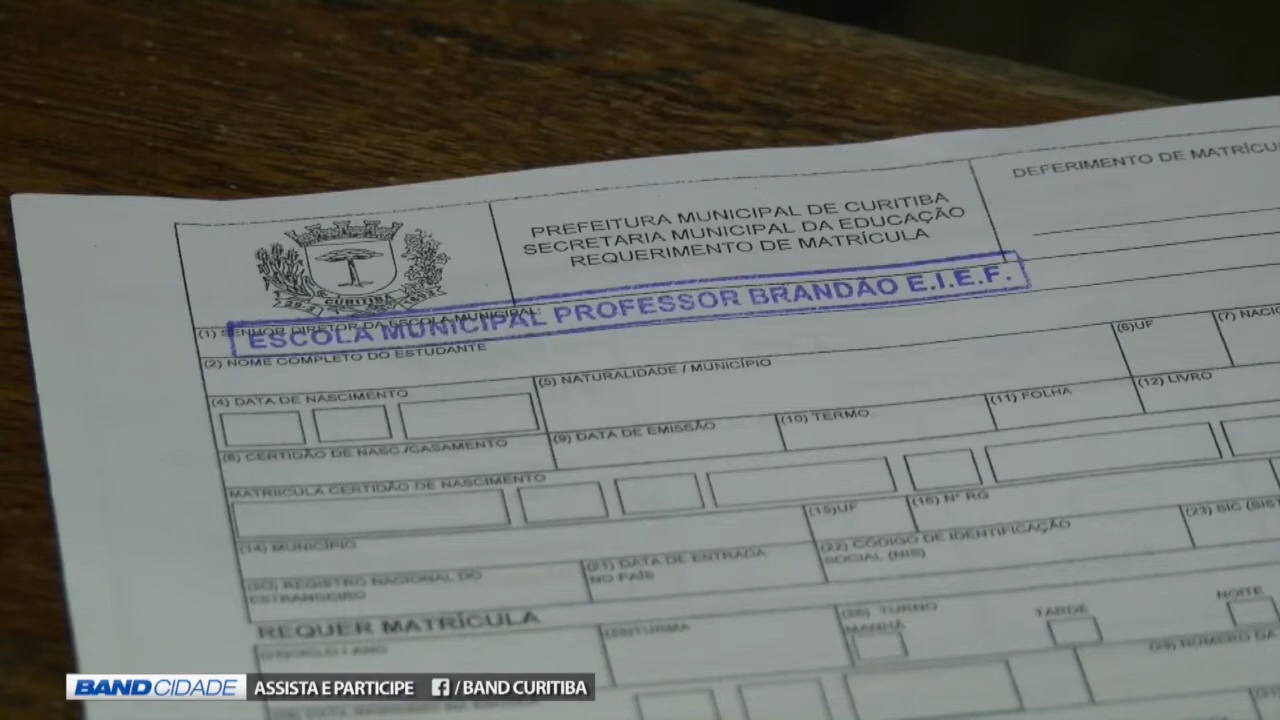 DEFERIMENTO DE MATRÍCU
PREFEITURA MUNICIPAL DE CURITIBA
SECRETARIA MUNICIPAL DA EDUCAÇÃO
REQUERIMENTO DE MATRÍCULA
CURITIBA
ESCOLA MUNICIPAL PROFESSOR BRANDÃO E.I.E.F.
(1) SENHOR DIRETOR DA ESCOLA MUNICIPAL:
(2) NOME COMPLETO DO ESTUDANTE
(4) DATA DE NASCIMENTO
(5) NATURALIDADE / MUNICÍPIO
(6)UF
(7) NACIO
(8) CERTIDÃO DE NASC./CASAMENTO
(9) DATA DE EMISSÃO
(10) TERMO
(11) FOLHA
(12) LIVRO
MATRIICULA CERTIDÃO DE NASCIMENTO
(14) MUNICÍPIO
(15)UF
(16) Nº RG
(20) REGISTRO NACIONAL DO
ESTRANGEIRO
(21) DATA DE ENTRADA
NO PAÍS
(22) CÓDIGO DE IDENTIFICAÇÃO
SOCIAL (NIS)
(23) SIC (SIS
REQUER MATRÍCULA
CICLO / ANO
TURMA
(26) TURNO
MANHÃ
TARDE
NOITE
NÚMERO DA
BAND CIDADE ASSISTA E PARTICIPE f / BAND CURITIBA